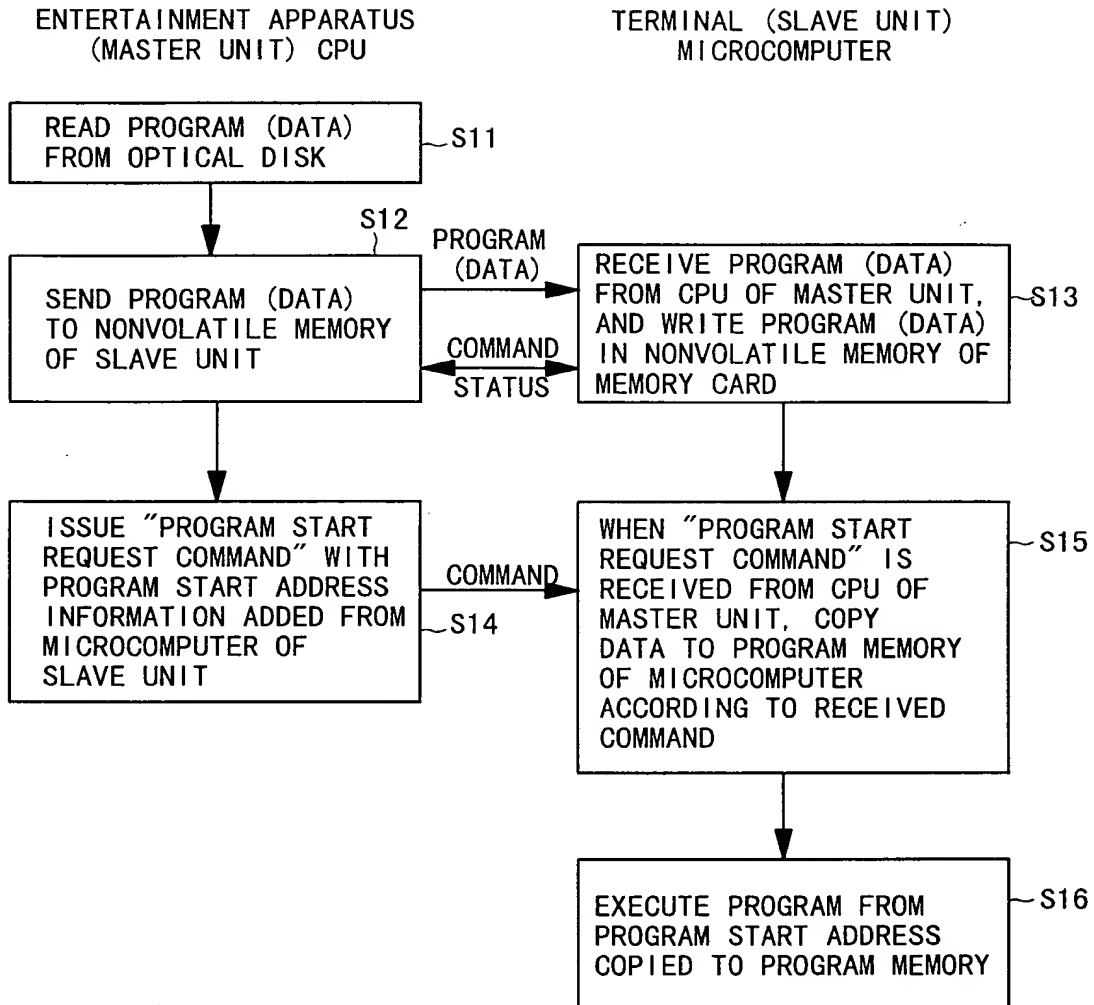 ENTERTAINMENT APPARATUS
(MASTER UNIT) CPU
TERMINAL (SLAVE UNIT)
MICROCOMPUTER
READ PROGRAM (DATA)
FROM OPTICAL DISK
S11
S12
SEND PROGRAM (DATA)
TO NONVOLATILE MEMORY
OF SLAVE UNIT
PROGRAM
(DATA)
COMMAND
STATUS
RECEIVE PROGRAM (DATA)
FROM CPU OF MASTER UNIT,
AND WRITE PROGRAM (DATA)
IN NONVOLATILE MEMORY OF
MEMORY CARD
S13
ISSUE "PROGRAM START
REQUEST COMMAND" WITH
PROGRAM START ADDRESS
INFORMATION ADDED FROM
MICROCOMPUTER OF
SLAVE UNIT
S14
COMMAND
WHEN "PROGRAM START
REQUEST COMMAND" IS
RECEIVED FROM CPU OF
MASTER UNIT, COPY
DATA TO PROGRAM MEMORY
OF MICROCOMPUTER
ACCORDING TO RECEIVED
COMMAND
S15
EXECUTE PROGRAM FROM
PROGRAM START ADDRESS
COPIED TO PROGRAM MEMORY
S16